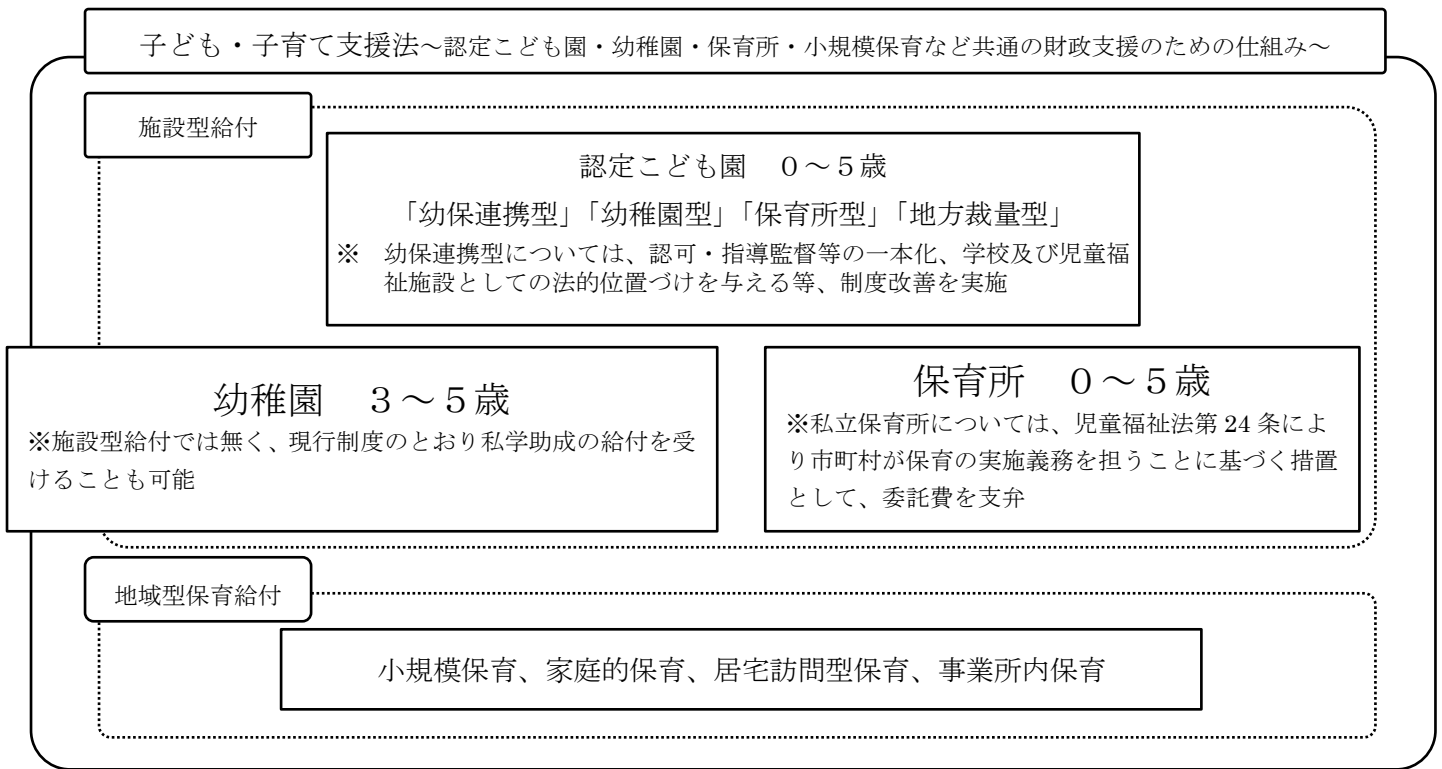 子ども・子育て支援法～認定こども園・幼稚園・保育所・小規模保育など共通の財政支援のための仕組み～
施設型給付
認定こども園　０～５歳
「幼保連携型」「幼稚園型」「保育所型」「地方裁量型」
※　幼保連携型については、認可・指導監督等の一本化、学校及び児童福
祉施設としての法的位置づけを与える等、制度改善を実施
幼稚園　３～５歳
※施設型給付では無く、現行制度のとおり私学助成の給付を受
けることも可能
保育所　０～５歳
※私立保育所については、児童福祉法第 24 条によ
り市町村が保育の実施義務を担うことに基づく措置
として、委託費を支弁
地域型保育給付
小規模保育、家庭的保育、居宅訪問型保育、事業所内保育